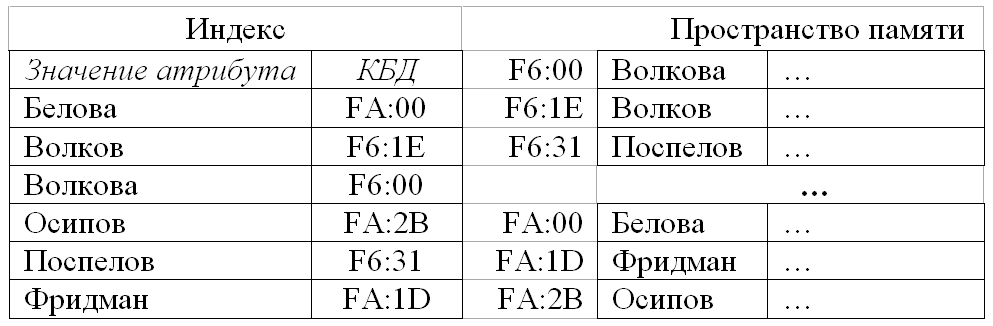 Индекс Пространство памяти
Значение атрибута КБД F6:00 Волкова …
Белова FA:00 F6:1E Волков …
Волков F6:1E F6:31 Поспелов …
Волкова F6:00 …
Осипов FA:2B FA:00 Белова …
Поспелов F6:31 FA:1D Фридман …
Фридман FA:1D FA:2B Осипов …